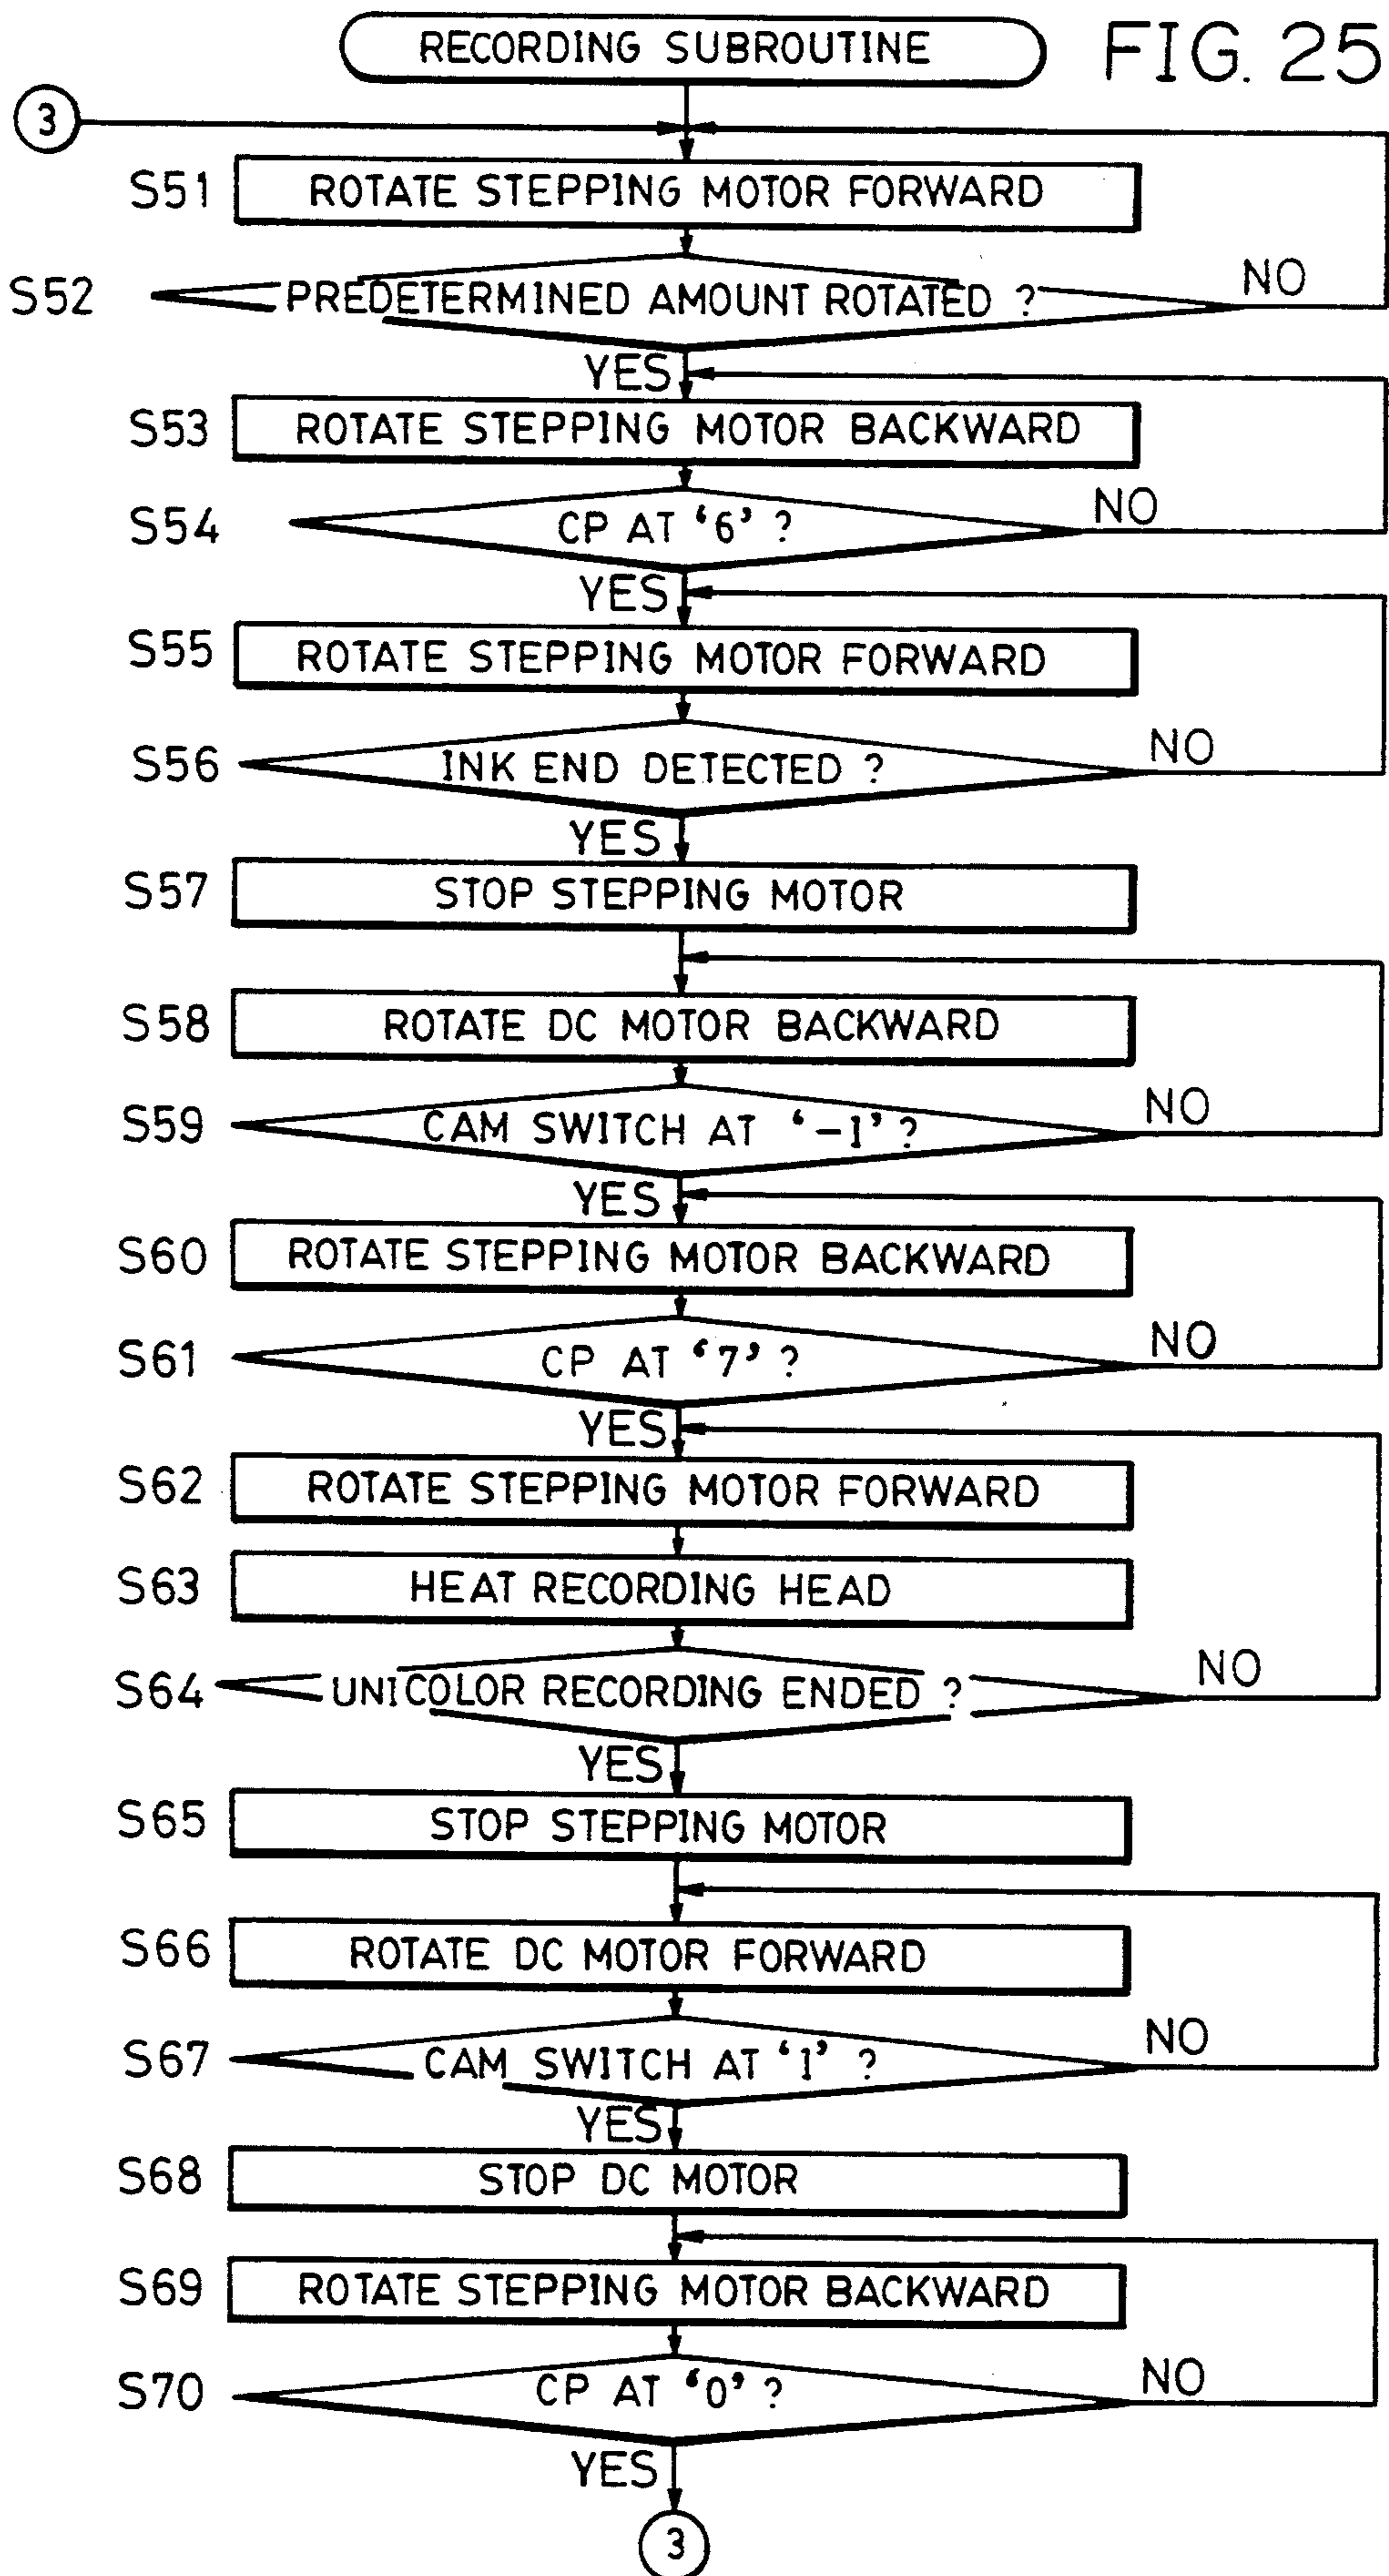 RECORDING SUBROUTINE
FIG. 25
3
S51 ROTATE STEPPING MOTOR FORWARD
S52 PREDETERMINED AMOUNT ROTATED ? NO
YES
S53 ROTATE STEPPING MOTOR BACKWARD
S54 CP AT ‘6’ ? NO
YES
S55 ROTATE STEPPING MOTOR FORWARD
S56 INK END DETECTED ? NO
YES
S57 STOP STEPPING MOTOR
S58 ROTATE DC MOTOR BACKWARD
S59 CAM SWITCH AT ‘-1’ ? NO
YES
S60 ROTATE STEPPING MOTOR BACKWARD
S61 CP AT ‘7’ ? NO
YES
S62 ROTATE STEPPING MOTOR FORWARD
S63 HEAT RECORDING HEAD
S64 UNICOLOR RECORDING ENDED ? NO
YES
S65 STOP STEPPING MOTOR
S66 ROTATE DC MOTOR FORWARD
S67 CAM SWITCH AT ‘1’ ? NO
YES
S68 STOP DC MOTOR
S69 ROTATE STEPPING MOTOR BACKWARD
S70 CP AT ‘0’ ? NO
YES
3